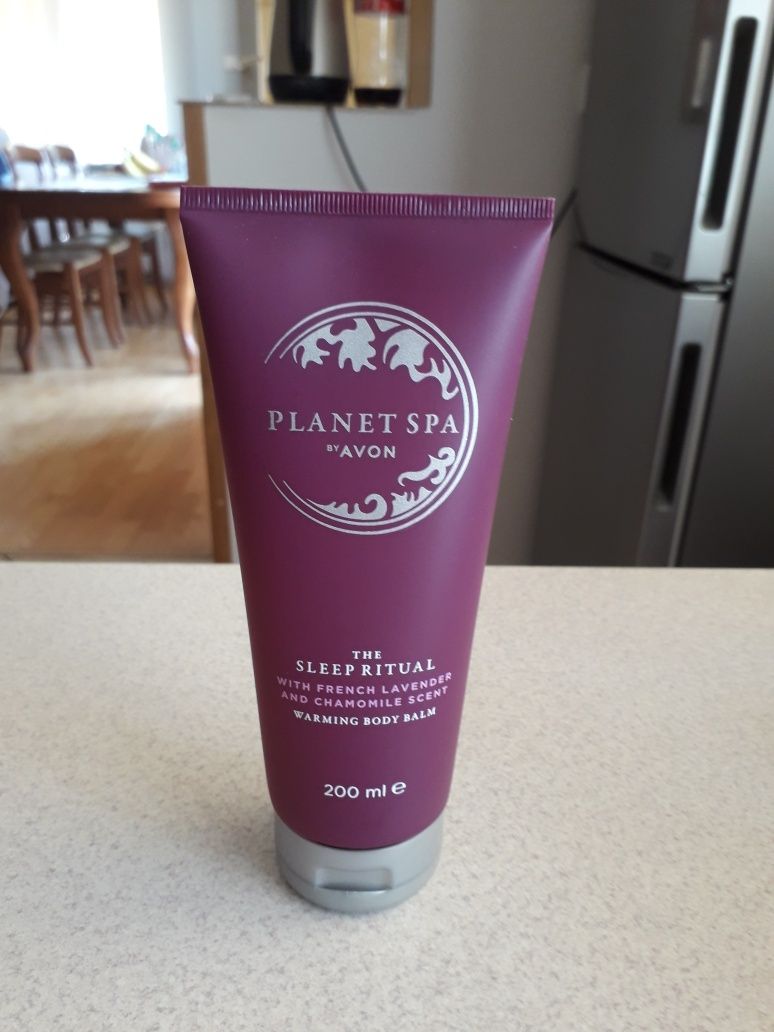 PLANET SPA
BY AVON
THE
SLEEP RITUAL
WITH FRENCH LAVENDER
AND CHAMOMILE SCENT
WARMING BODY BALM
200 ml e